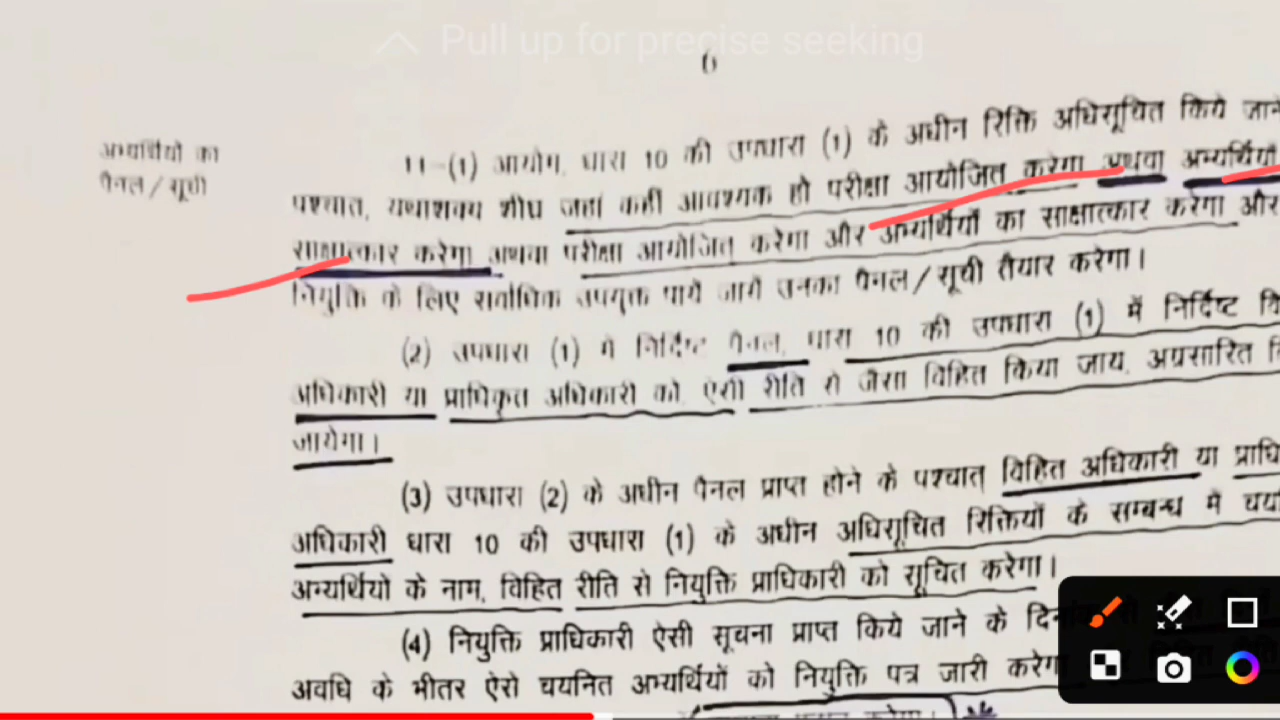 Pull up for precise seeking
6
अभ्यर्थियों का
पैनल/सूची
11-(1) आयोग, धारा 10 की उपधारा (1) के अधीन रिक्ति अधिसूचित किये जाने
पश्चात, यथाशक्य शीघ्र जहां कहीं आवश्यक हो परीक्षा आयोजित करेगा अथवा अभ्यर्थियों
साक्षात्कार करेगा अथवा परीक्षा आयोजित करेगा और अभ्यर्थियों का साक्षात्कार करेगा और
नियुक्ति के लिए सर्वाधिक उपयुक्त पाये जाये उनका पैनल/सूची तैयार करेगा।
(2) उपधारा (1) में निर्दिष्ट पैनल, धारा 10 की उपधारा (1) में निर्दिष्ट
अधिकारी या प्राधिकृत अधिकारी को, ऐसी रीति से जैसा विहित किया जाय, अग्रसारित
जायेगा।
(3) उपधारा (2) के अधीन पैनल प्राप्त होने के पश्चात् विहित अधिकारी या
अधिकारी धारा 10 की उपधारा (1) के अधीन अधिसूचित रिक्तियों के सम्बन्ध में
अभ्यर्थियों के नाम, विहित रीति से नियुक्ति प्राधिकारी को सूचित करेगा।
(4) नियुक्ति प्राधिकारी ऐसी सूचना प्राप्त किये जाने के
अवधि के भीतर ऐसे चयनित अभ्यर्थियों को नियुक्ति पत्र जारी करेगा